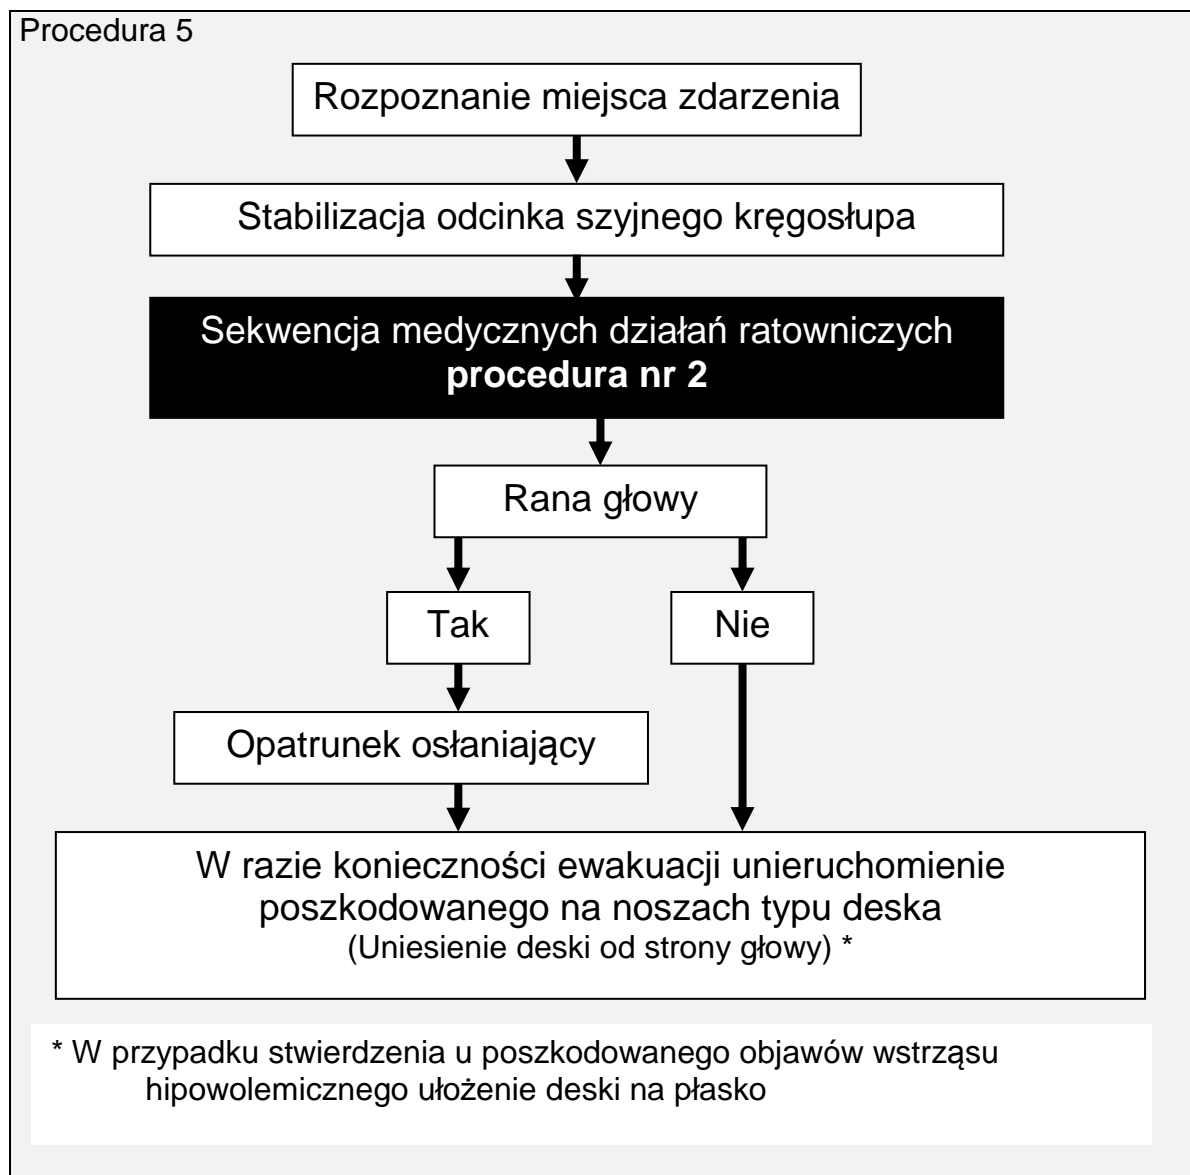 Procedura 5
Rozpoznanie miejsca zdarzenia
Stabilizacja odcinka szyjnego kręgosłupa
Sekwencja medycznych działań ratowniczych
procedura nr 2
Rana głowy
Tak
Nie
Opatrunek osłaniający
W razie konieczności ewakuacji unieruchomienie
poszkodowanego na noszach typu deska
(Uniesienie deski od strony głowy) *
* W przypadku stwierdzenia u poszkodowanego objawów wstrząsu
hipowolemicznego ułożenie deski na płasko